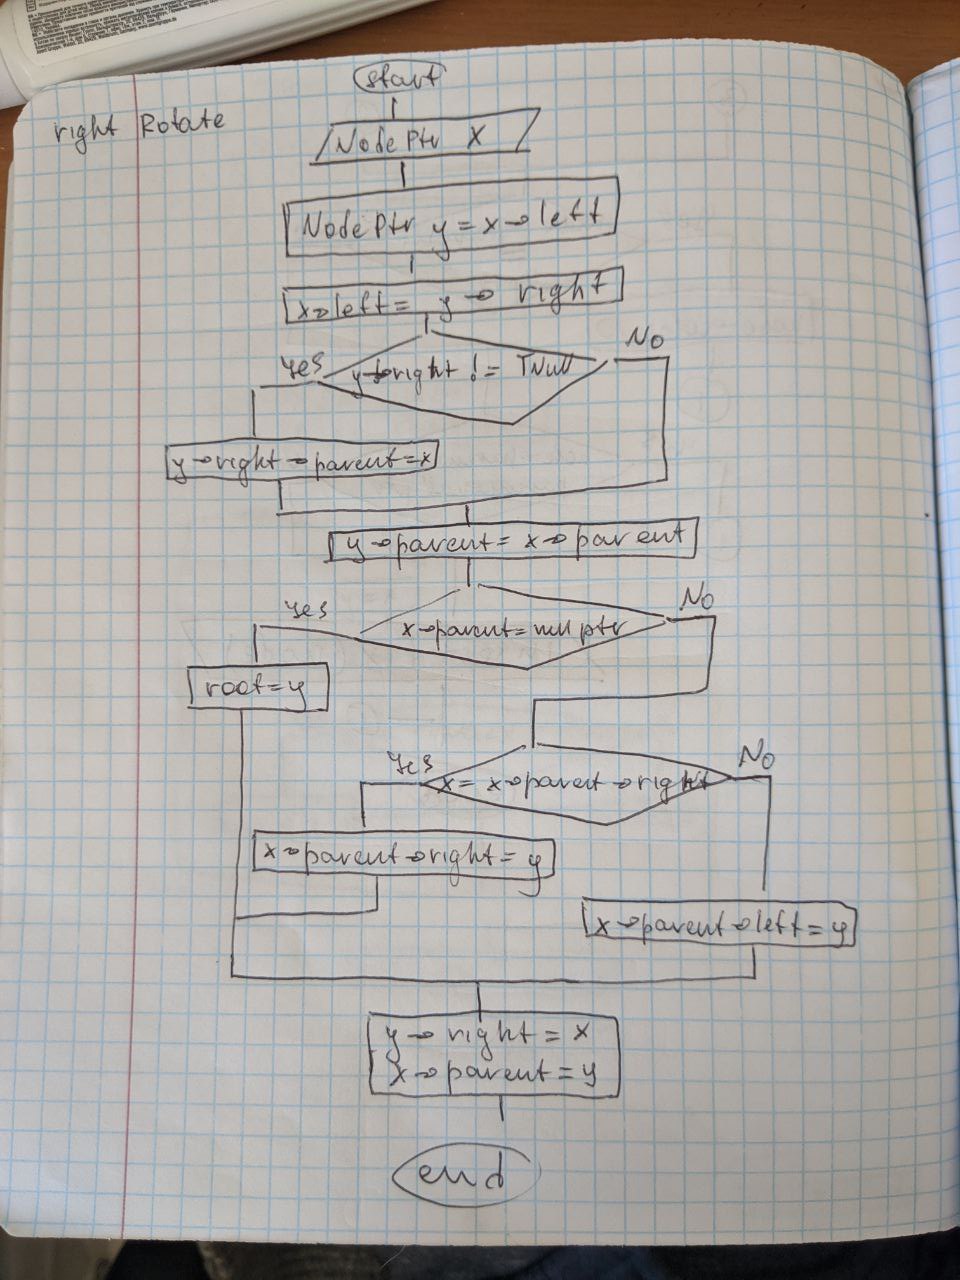 start
right Rotate
NodePtr X
NodePtr y = x→left
x→left = y→ right
No
yes
y→right != TNull
y→right→parent=x
y→parent= x→parent
yes
No
x→parent=nullptr
root=y
Yes
No
x= x→parent→right
x→parent→right= y
x→parent→left = y
y→ right = x
x→parent = y
end